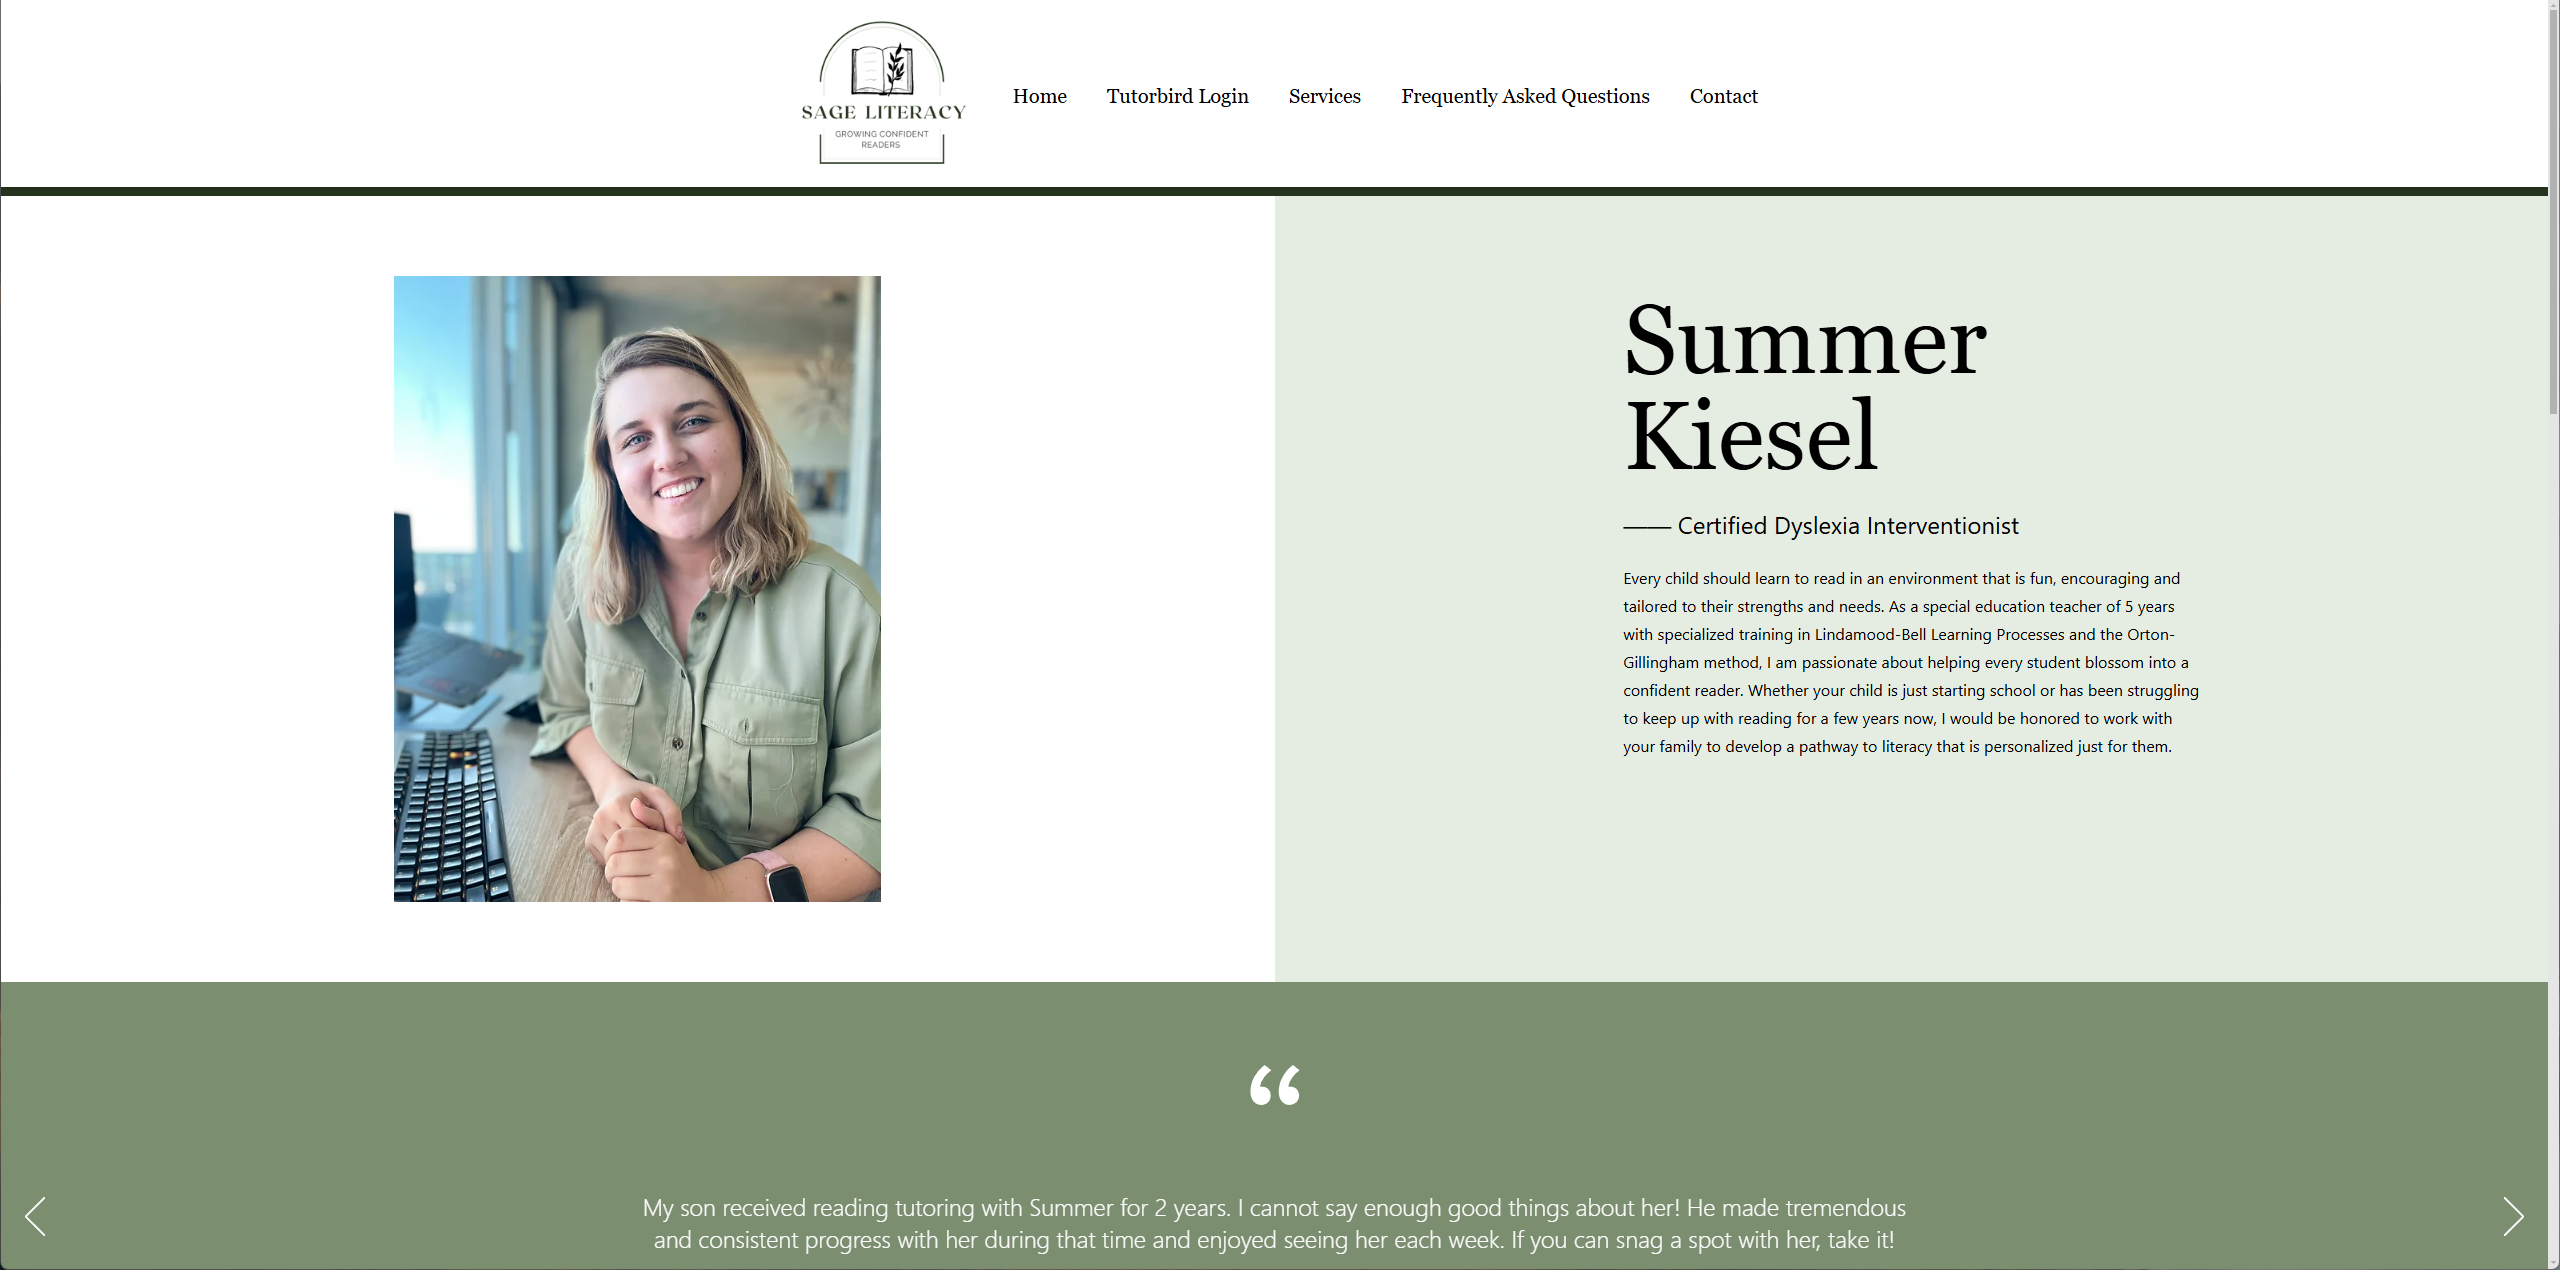 SAGE LITERACY
GROWING CONFIDENT
READERS
Home Tutorbird Login Services Frequently Asked Questions Contact
Summer
Kiesel
—— Certified Dyslexia Interventionist
Every child should learn to read in an environment that is fun, encouraging and
tailored to their strengths and needs. As a special education teacher of 5 years
with specialized training in Lindamood-Bell Learning Processes and the Orton-
Gillingham method, I am passionate about helping every student blossom into a
confident reader. Whether your child is just starting school or has been struggling
to keep up with reading for a few years now, I would be honored to work with
your family to develop a pathway to literacy that is personalized just for them.
“
My son received reading tutoring with Summer for 2 years. I cannot say enough good things about her! He made tremendous
and consistent progress with her during that time and enjoyed seeing her each week. If you can snag a spot with her, take it!